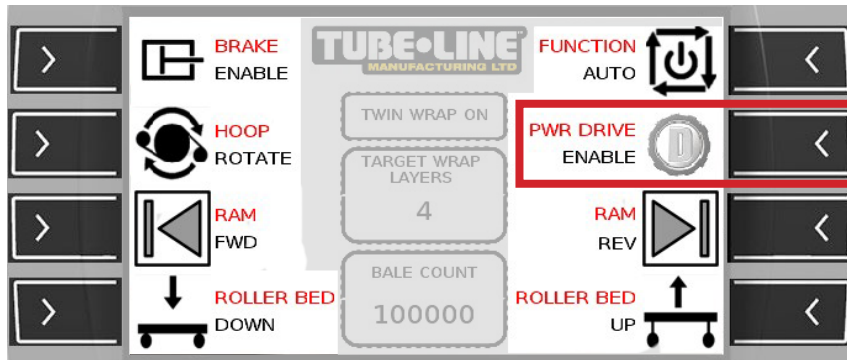 BRAKE
ENABLE
HOOP
ROTATE
RAM
FWD
ROLLER BED
DOWN
TUBE•LINE
MANUFACTURING LTD
TWIN WRAP ON
TARGET WRAP
LAYERS
4
BALE COUNT
100000
FUNCTION
AUTO
PWR DRIVE
ENABLE
D
RAM
REV
ROLLER BED
UP